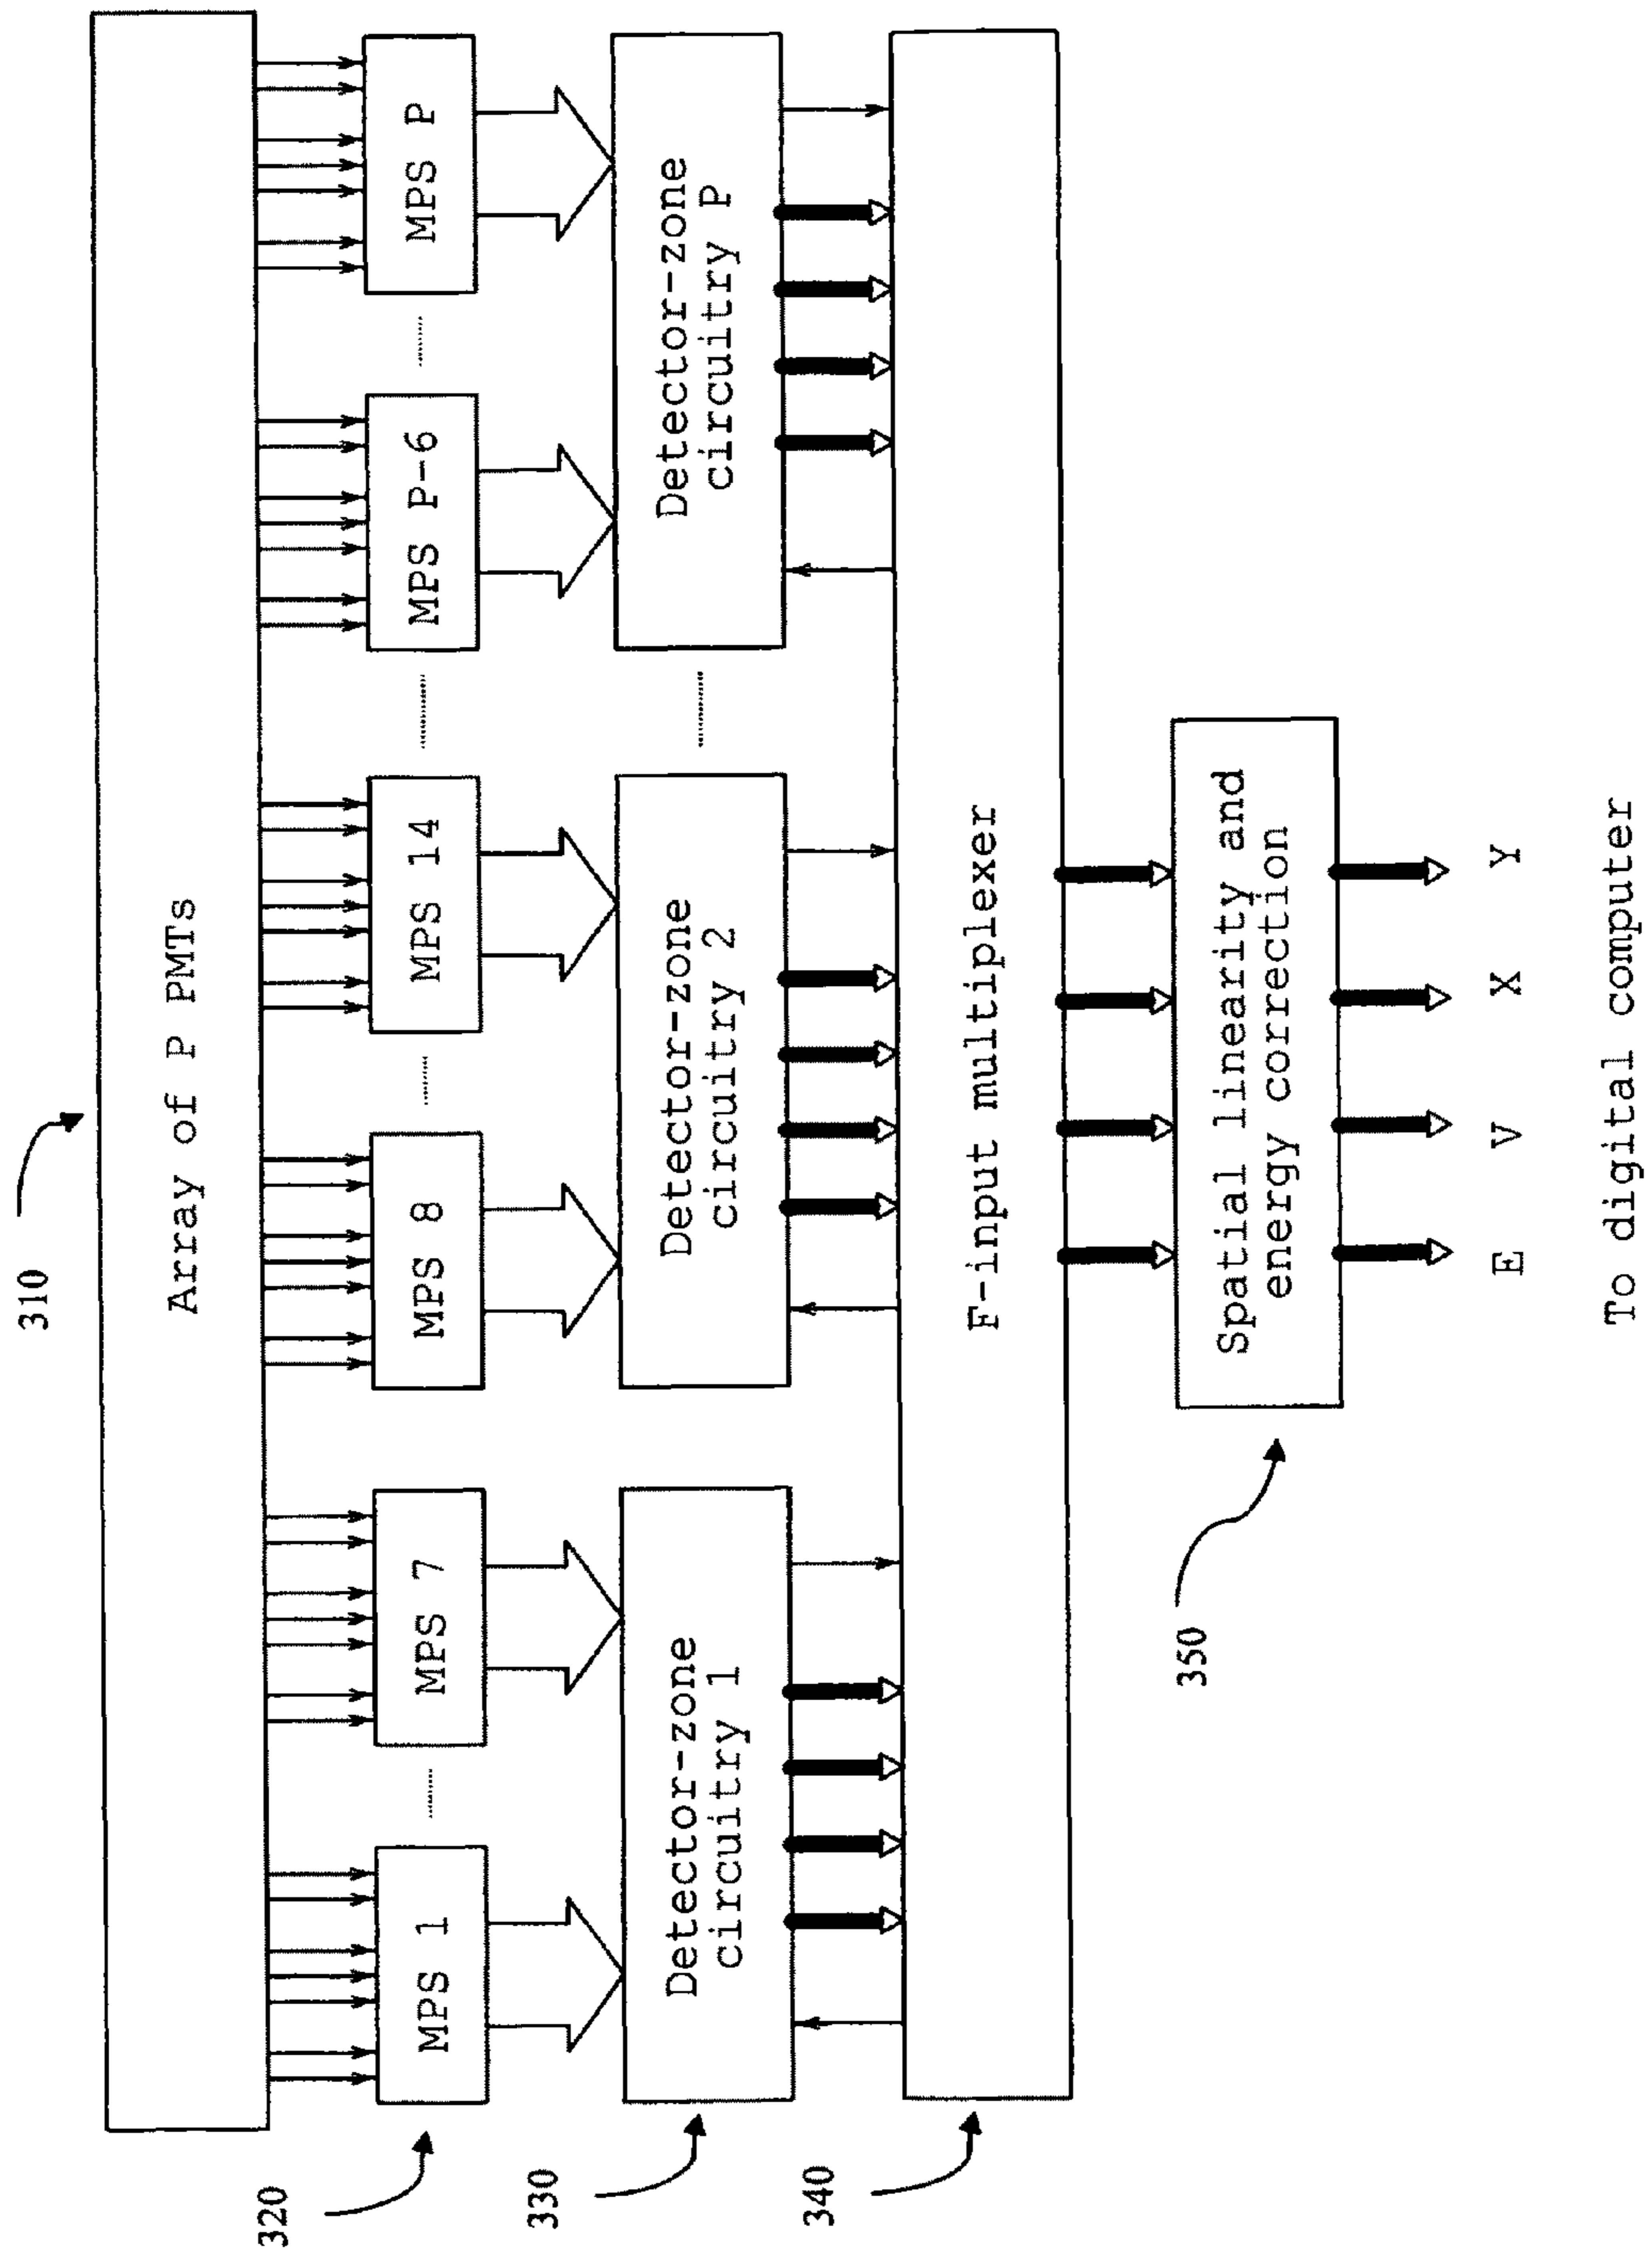 310
Array of P PMTs
320
MPS 1
MPS 7
MPS 8
MPS 14
MPS P-6
MPS P
330
Detector-zone
circuitry 1
Detector-zone
circuitry 2
Detector-zone
circuitry P
340
F-input multiplexer
350
Spatial linearity and
energy correction
E V X Y
To digital computer